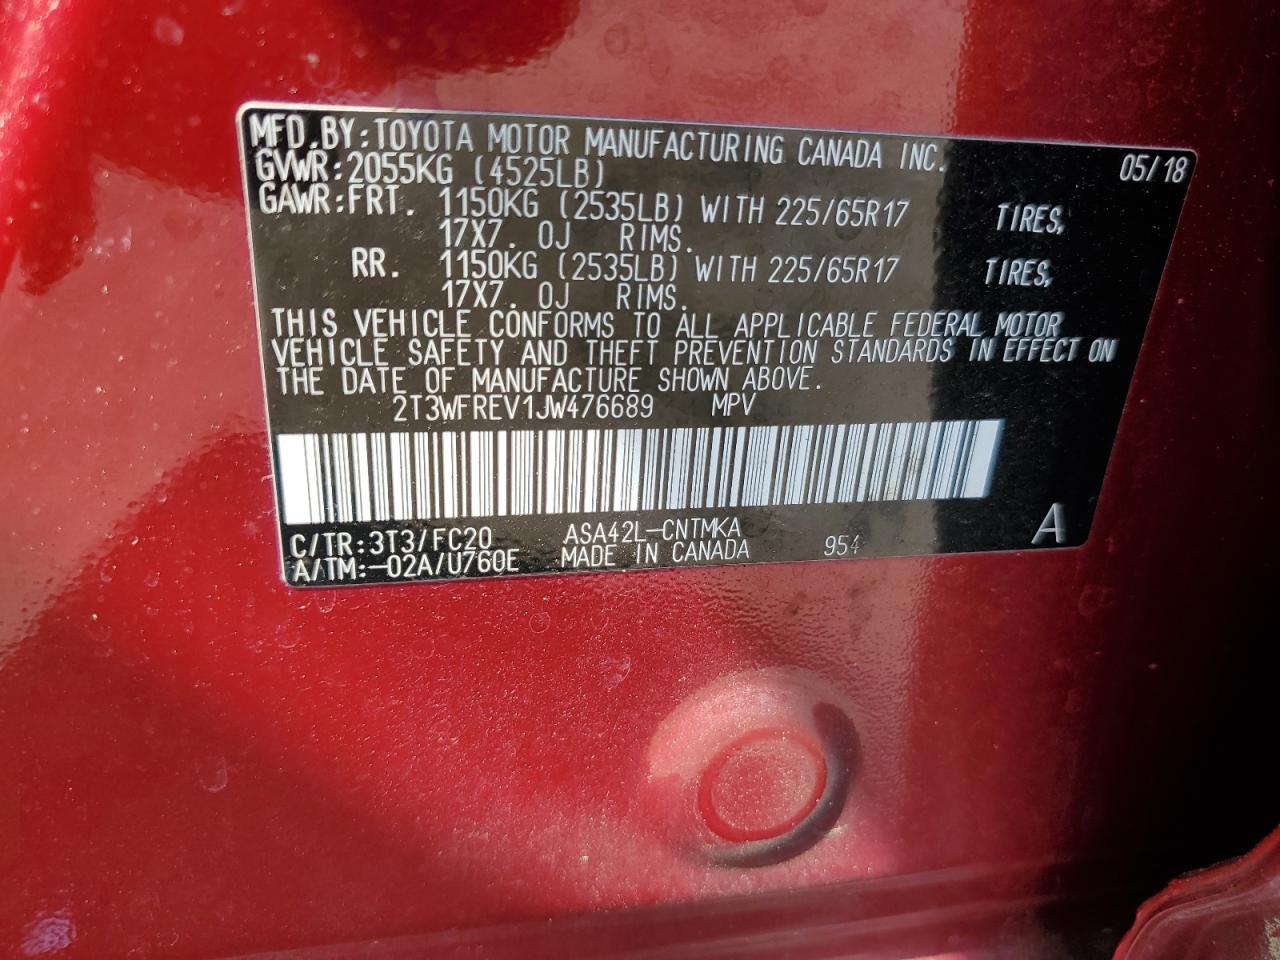 MFD.BY:TOYOTA MOTOR MANUFACTURING CANADA INC. 05/18
GVWR:2055KG (4525LB)
GAWR:FRT. 1150KG (2535LB) WITH 225/65R17 TIRES,
17X7. 0J RIMS.
RR. 1150KG (2535LB) WITH 225/65R17 TIRES,
17X7. 0J RIMS.
THIS VEHICLE CONFORMS TO ALL APPLICABLE FEDERAL MOTOR
VEHICLE SAFETY AND THEFT PREVENTION STANDARDS IN EFFECT ON
THE DATE OF MANUFACTURE SHOWN ABOVE.
2T3WFREV1JW476689 MPV
C/TR:3T3/FC20 ASA42L-CNTMKA A
A/TM:-02A/U760E MADE IN CANADA 954